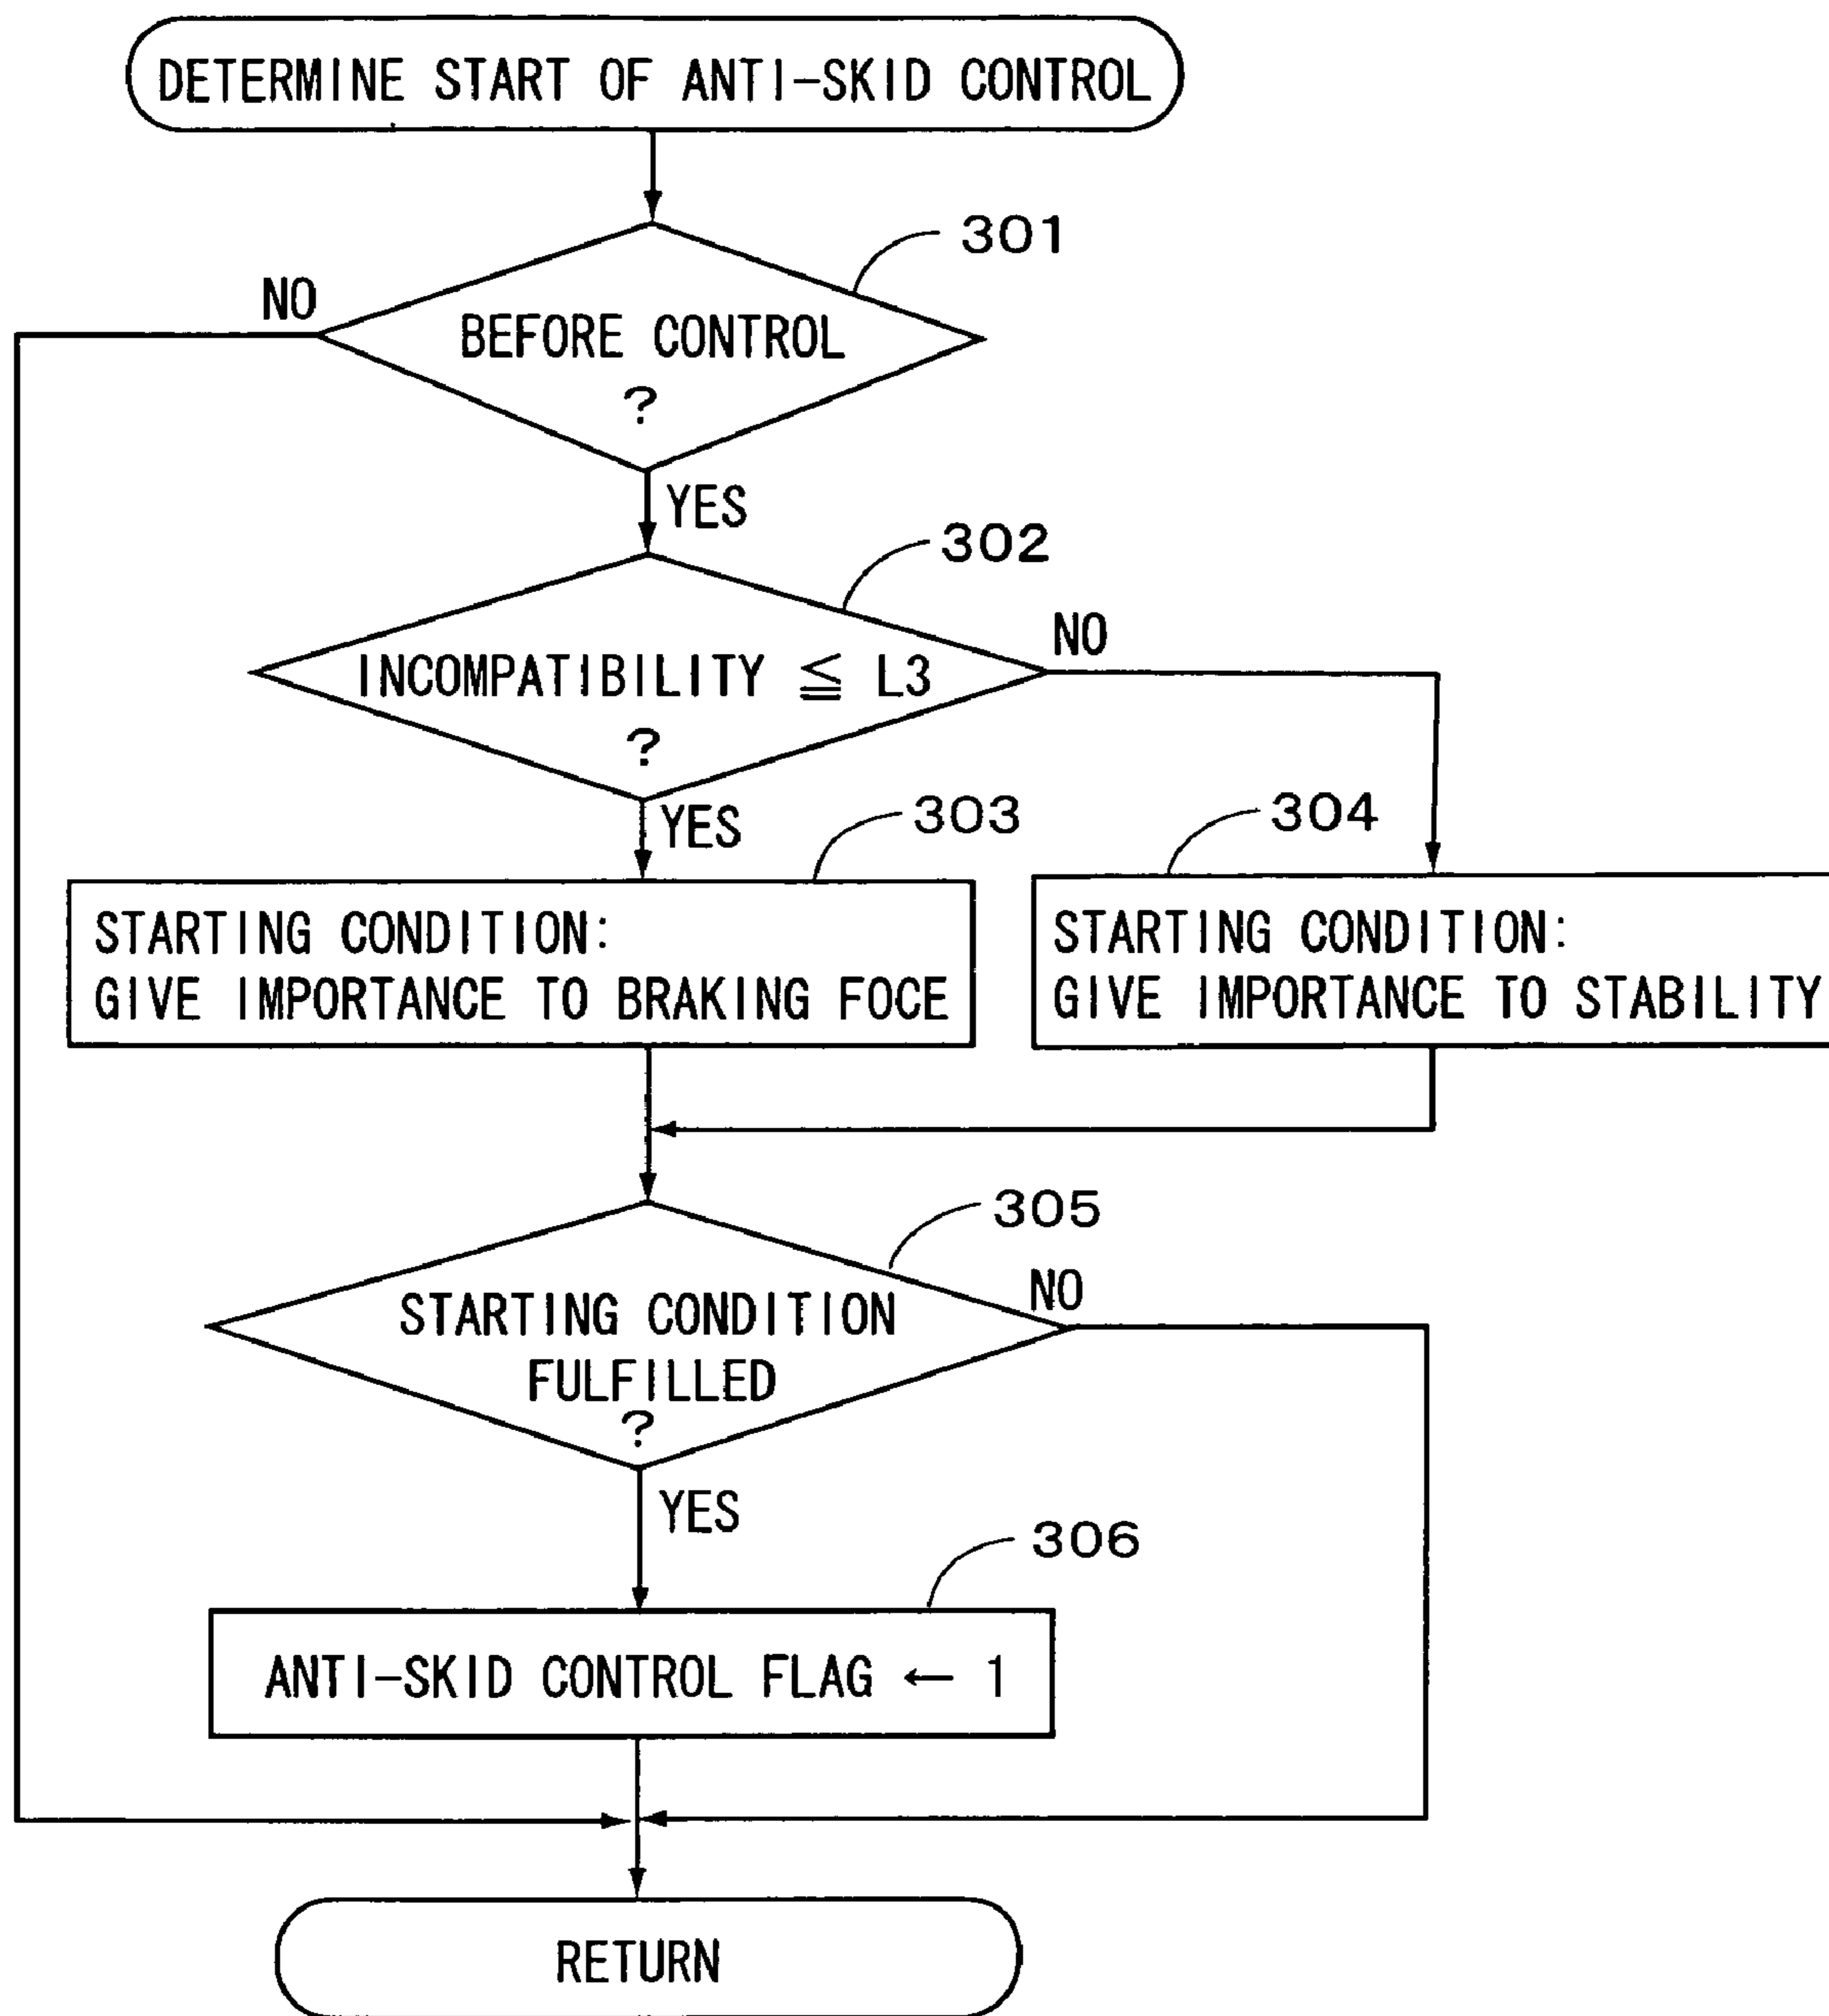 DETERMINE START OF ANTI-SKID CONTROL
301
NO
BEFORE CONTROL
?
YES
302
NO
INCOMPATIBILITY ≦ L3
?
YES
303
304
STARTING CONDITION:
GIVE IMPORTANCE TO BRAKING FOCE
STARTING CONDITION:
GIVE IMPORTANCE TO STABILITY
305
NO
STARTING CONDITION
FULFILLED
?
YES
306
ANTI-SKID CONTROL FLAG ← 1
RETURN